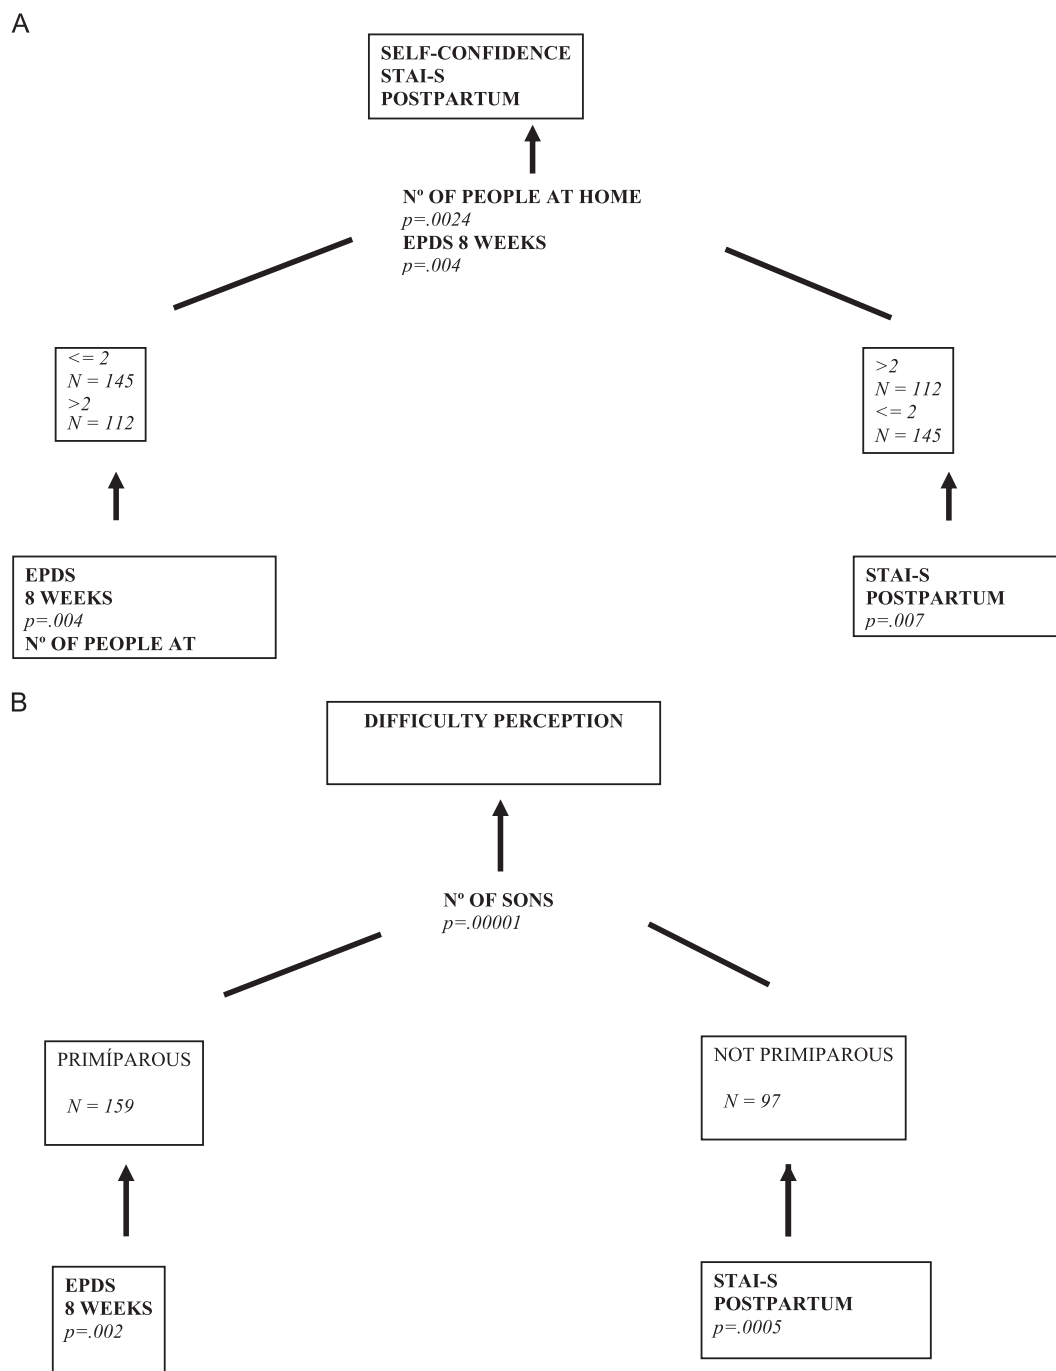 A
SELF-CONFIDENCE
STAI-S
POSTPARTUM
Nº OF PEOPLE AT HOME
p=.0024
EPDS 8 WEEKS
p=.004
<= 2
N = 145
>2
N = 112
>2
N = 112
<= 2
N = 145
EPDS
8 WEEKS
p=.004
Nº OF PEOPLE AT
STAI-S
POSTPARTUM
p=.007
B
DIFFICULTY PERCEPTION
Nº OF SONS
p=.00001
PRIMÍPAROUS
N = 159
NOT PRIMIPAROUS
N = 97
EPDS
8 WEEKS
p=.002
STAI-S
POSTPARTUM
p=.0005